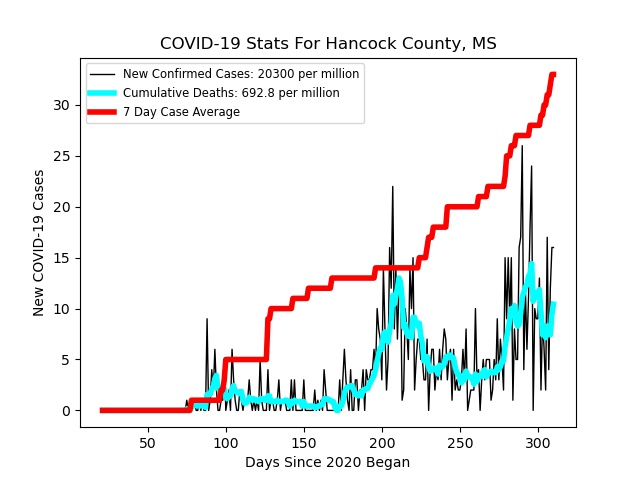 COVID-19 Stats For Hancock County, MS
New Confirmed Cases: 20300 per million
Cumulative Deaths: 692.8 per million
7 Day Case Average
New COVID-19 Cases
30
25
20
15
10
5
0
50
100
150
200
250
300
Days Since 2020 Began